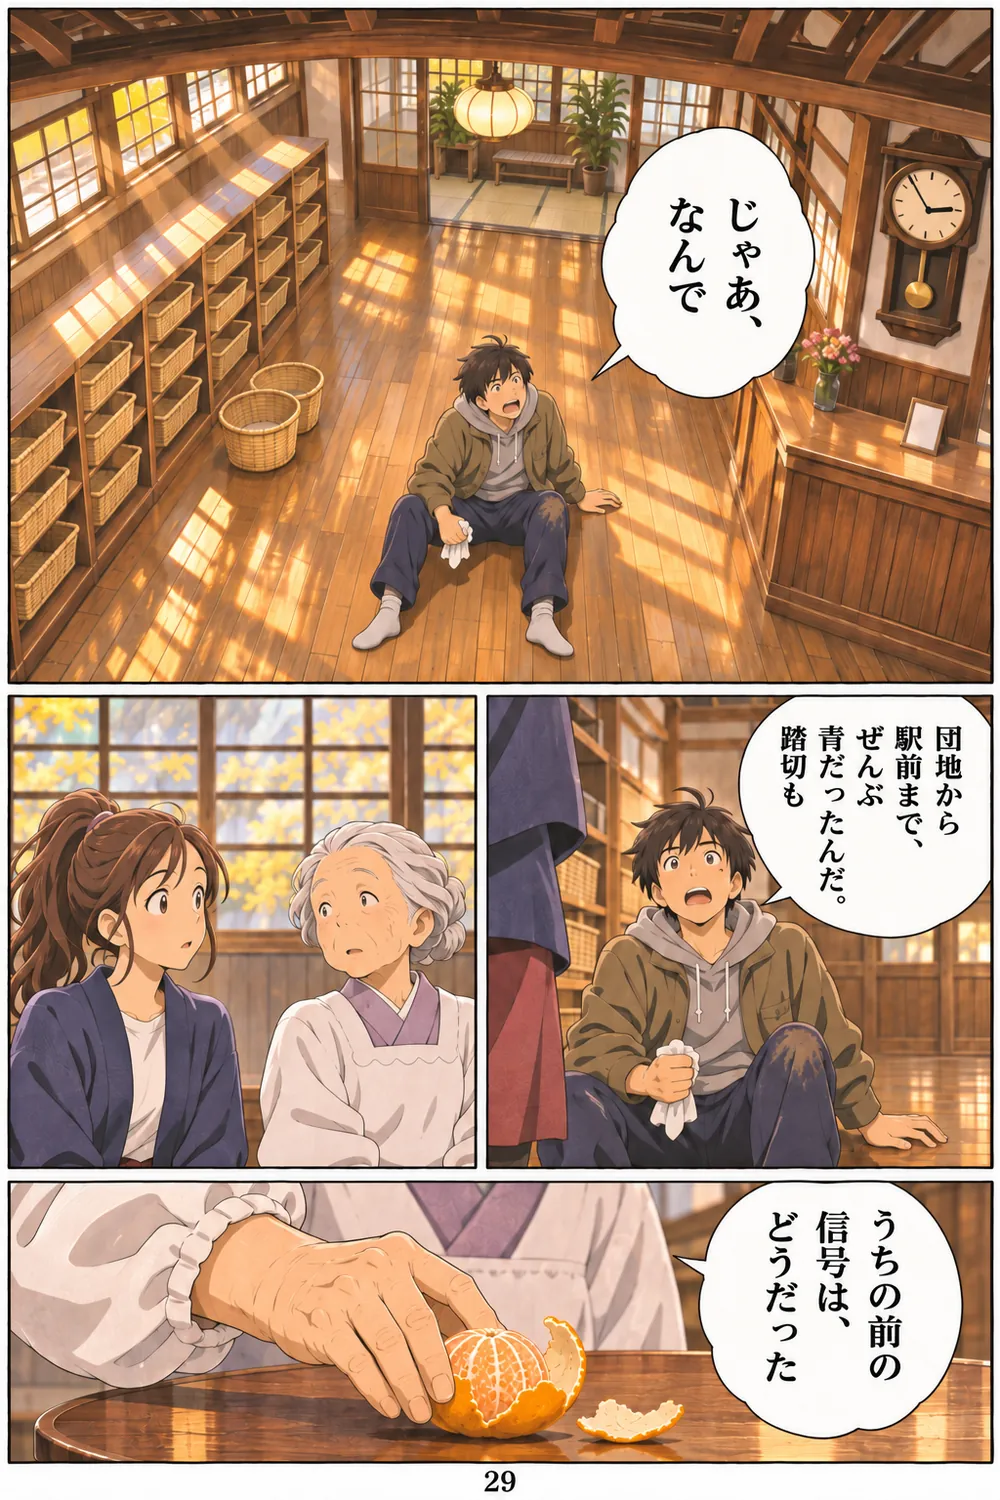 じゃあ、
なんで
団地から
駅前まで、
ぜんぶ
青だったんだ。
踏切も
うちの前の
信号は、
どうだった
29